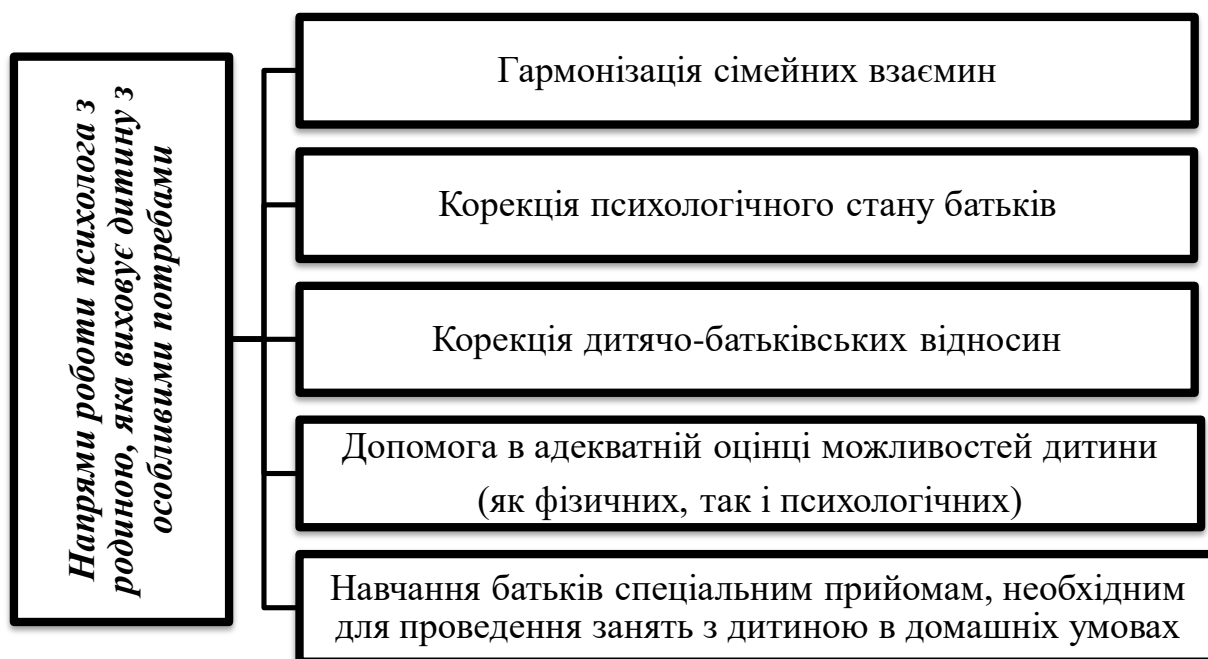 Напрями роботи психолога з
родиною, яка виховує дитину з
особливими потребами
Гармонізація сімейних взаємин
Корекція психологічного стану батьків
Корекція дитячо-батьківських відносин
Допомога в адекватній оцінці можливостей дитини
(як фізичних, так і психологічних)
Навчання батьків спеціальним прийомам, необхідним
для проведення занять з дитиною в домашніх умовах